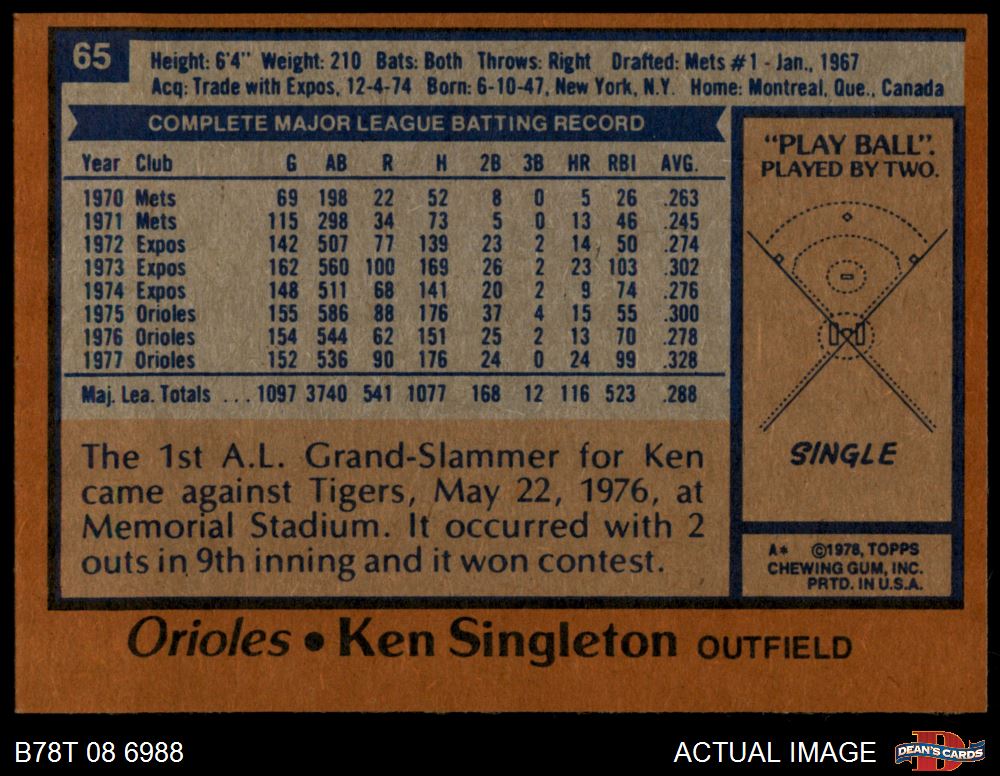 65
Height: 6'4" Weight: 210 Bats: Both Throws: Right Drafted: Mets #1 - Jan., 1967
Acq: Trade with Expos, 12-4-74 Born: 6-10-47, New York, N.Y. Home: Montreal, Que., Canada
COMPLETE MAJOR LEAGUE BATTING RECORD
Year Club G AB R H 2B 3B HR RBI AVG.
1970 Mets 69 198 22 52 8 0 5 26 .263
1971 Mets 115 298 34 73 5 0 13 46 .245
1972 Expos 142 507 77 139 23 2 14 50 .274
1973 Expos 162 560 100 169 26 2 23 103 .302
1974 Expos 148 511 68 141 20 2 9 74 .276
1975 Orioles 155 586 88 176 37 4 15 55 .300
1976 Orioles 154 544 62 151 25 2 13 70 .278
1977 Orioles 152 536 90 176 24 0 24 99 .328
Maj. Lea. Totals ... 1097 3740 541 1077 168 12 116 523 .288
The 1st A.L. Grand-Slammer for Ken
came against Tigers, May 22, 1976, at
Memorial Stadium. It occurred with 2
outs in 9th inning and it won contest.
"PLAY BALL".
PLAYED BY TWO.
SINGLE
A* ©1978, TOPPS
CHEWING GUM, INC.
PRTD. IN U.S.A.
Orioles • Ken Singleton OUTFIELD
B78T 08 6988
ACTUAL IMAGE
D
DEAN'S CARDS